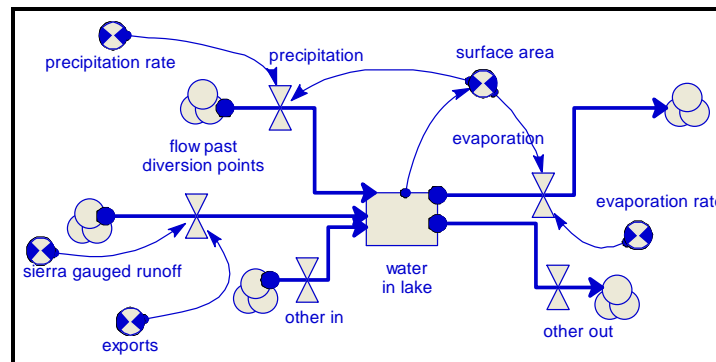 precipitation
surface area
precipitation rate
evaporation
flow past
diversion points
evaporation rate
sierra gauged runoff
water
in lake
other in
other out
exports